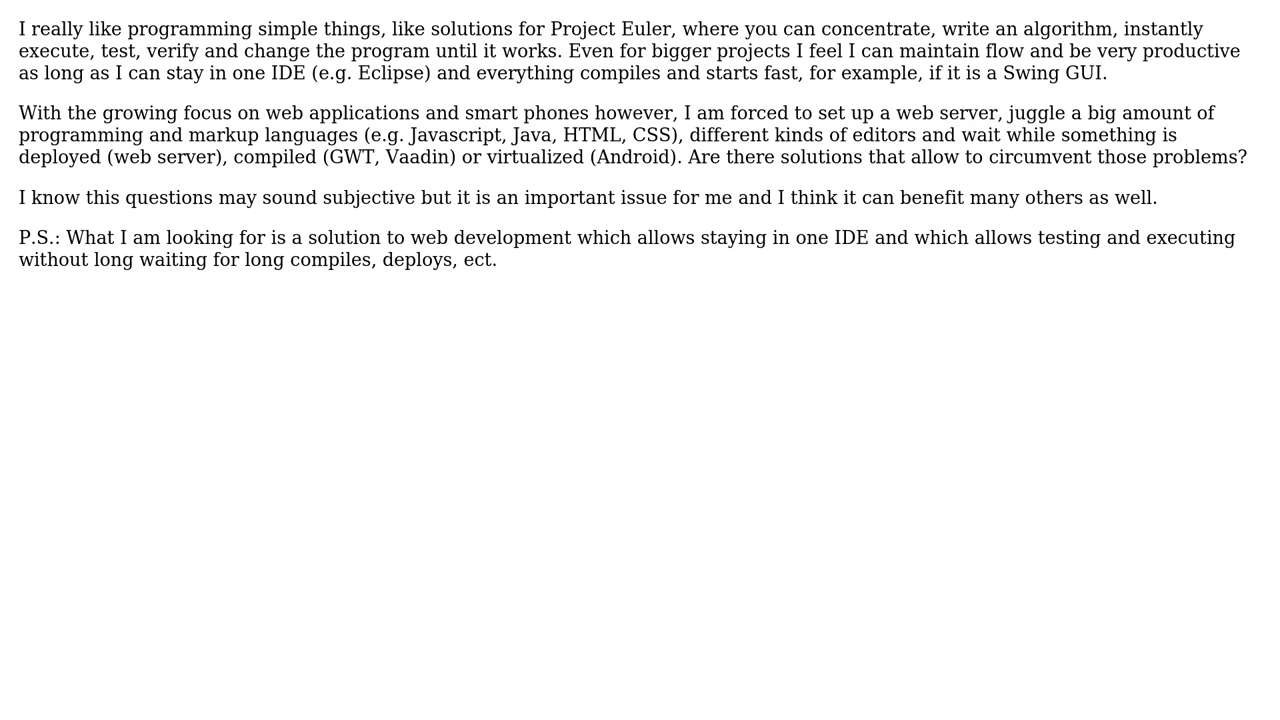 I really like programming simple things, like solutions for Project Euler, where you can concentrate, write an algorithm, instantly
execute, test, verify and change the program until it works. Even for bigger projects I feel I can maintain flow and be very productive
as long as I can stay in one IDE (e.g. Eclipse) and everything compiles and starts fast, for example, if it is a Swing GUI.
With the growing focus on web applications and smart phones however, I am forced to set up a web server, juggle a big amount of
programming and markup languages (e.g. Javascript, Java, HTML, CSS), different kinds of editors and wait while something is
deployed (web server), compiled (GWT, Vaadin) or virtualized (Android). Are there solutions that allow to circumvent those problems?
I know this questions may sound subjective but it is an important issue for me and I think it can benefit many others as well.
P.S.: What I am looking for is a solution to web development which allows staying in one IDE and which allows testing and executing
without long waiting for long compiles, deploys, ect.